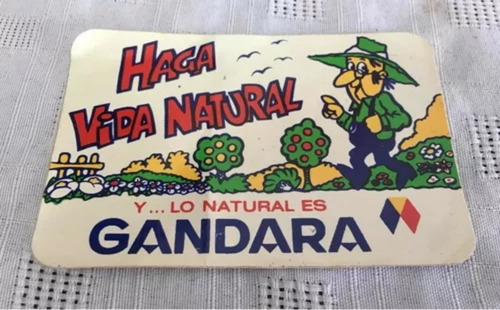 HAGA
VIDA NATURAL
Y... LO NATURAL ES
GANDARA